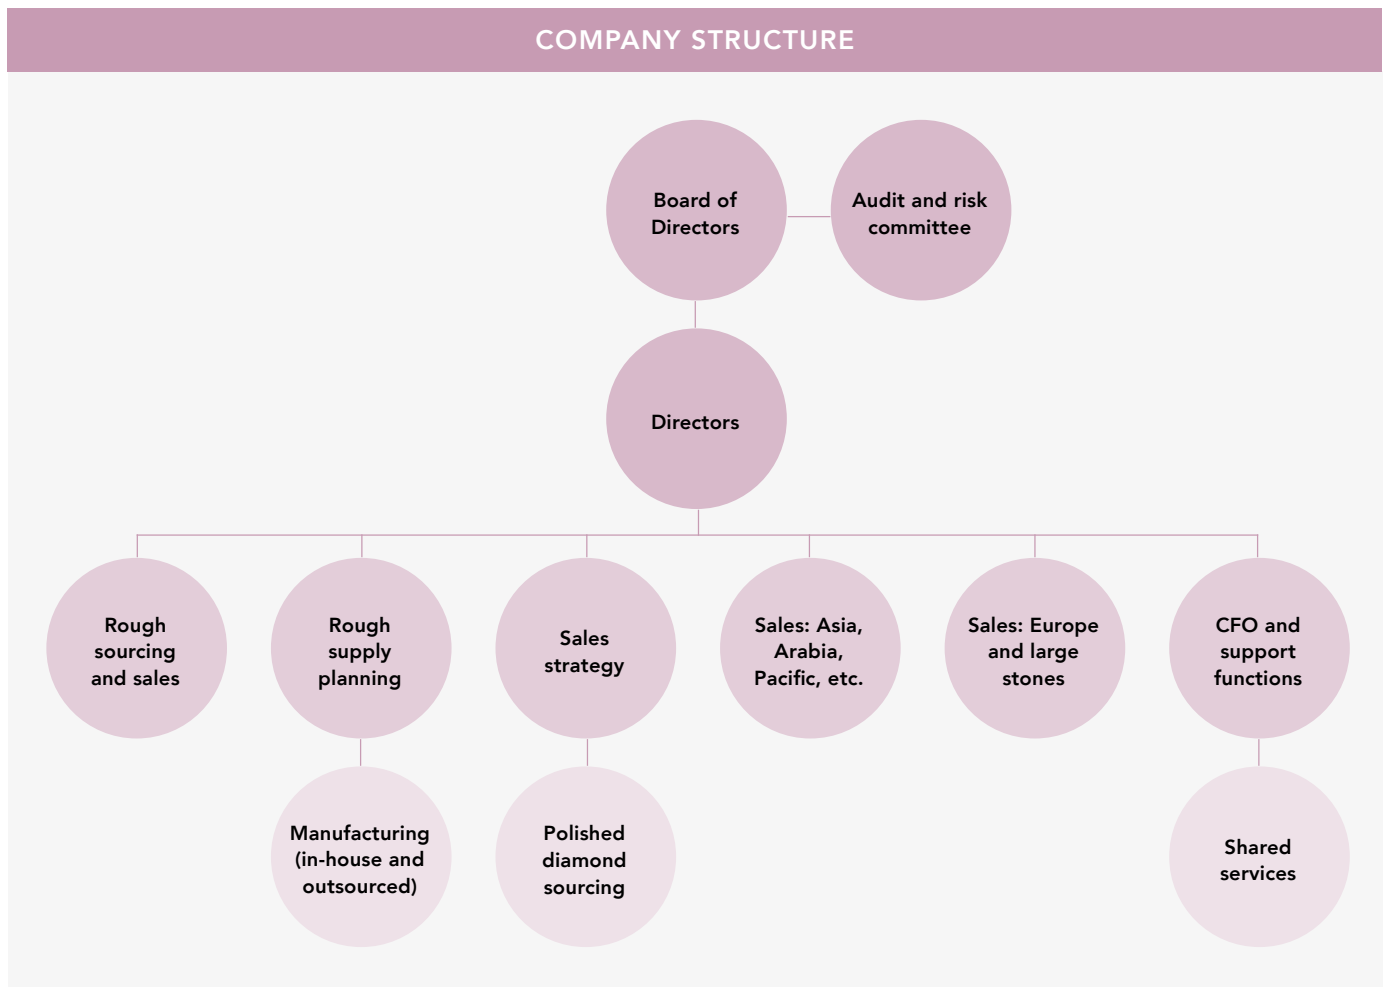 COMPANY STRUCTURE
Board of
Directors
Audit and risk
committee
Directors
Rough
sourcing
and sales
Rough
supply
planning
Sales
strategy
Sales: Asia,
Arabia,
Pacific, etc.
Sales: Europe
and large
stones
CFO and
support
functions
Manufacturing
(in-house and
outsourced)
Polished
diamond
sourcing
Shared
services